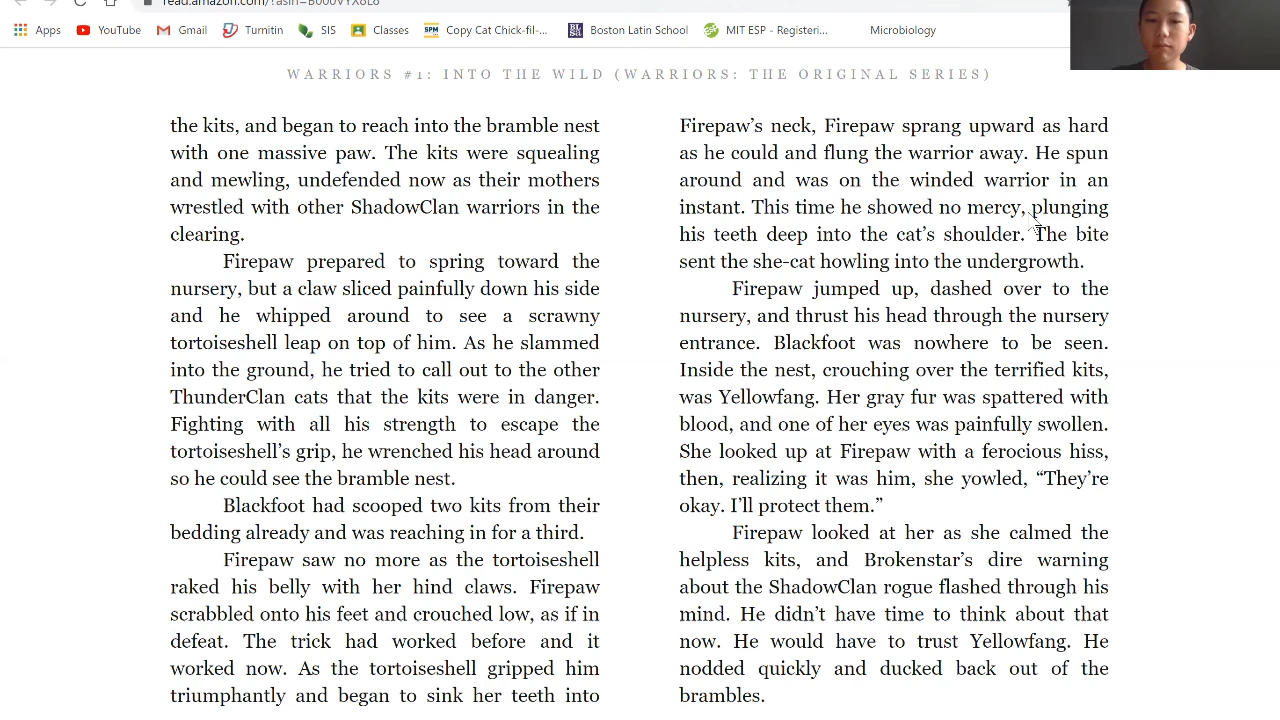 read.amazon.com/?asin=B000VYX8L8
Apps YouTube Gmail Turnitin SIS Classes Copy Cat Chick-fil-... Boston Latin School MIT ESP - Registeri... Microbiology
WARRIORS #1: INTO THE WILD (WARRIORS: THE ORIGINAL SERIES)
the kits, and began to reach into the bramble nest
with one massive paw. The kits were squealing
and mewling, undefended now as their mothers
wrestled with other ShadowClan warriors in the
clearing.
Firepaw prepared to spring toward the
nursery, but a claw sliced painfully down his side
and he whipped around to see a scrawny
tortoiseshell leap on top of him. As he slammed
into the ground, he tried to call out to the other
ThunderClan cats that the kits were in danger.
Fighting with all his strength to escape the
tortoiseshell's grip, he wrenched his head around
so he could see the bramble nest.
Blackfoot had scooped two kits from their
bedding already and was reaching in for a third.
Firepaw saw no more as the tortoiseshell
raked his belly with her hind claws. Firepaw
scrabbled onto his feet and crouched low, as if in
defeat. The trick had worked before and it
worked now. As the tortoiseshell gripped him
triumphantly and began to sink her teeth into
Firepaw's neck, Firepaw sprang upward as hard
as he could and flung the warrior away. He spun
around and was on the winded warrior in an
instant. This time he showed no mercy, plunging
his teeth deep into the cat's shoulder. The bite
sent the she-cat howling into the undergrowth.
Firepaw jumped up, dashed over to the
nursery, and thrust his head through the nursery
entrance. Blackfoot was nowhere to be seen.
Inside the nest, crouching over the terrified kits,
was Yellowfang. Her gray fur was spattered with
blood, and one of her eyes was painfully swollen.
She looked up at Firepaw with a ferocious hiss,
then, realizing it was him, she yowled, “They're
okay. I'll protect them.”
Firepaw looked at her as she calmed the
helpless kits, and Brokenstar's dire warning
about the ShadowClan rogue flashed through his
mind. He didn't have time to think about that
now. He would have to trust Yellowfang. He
nodded quickly and ducked back out of the
brambles.